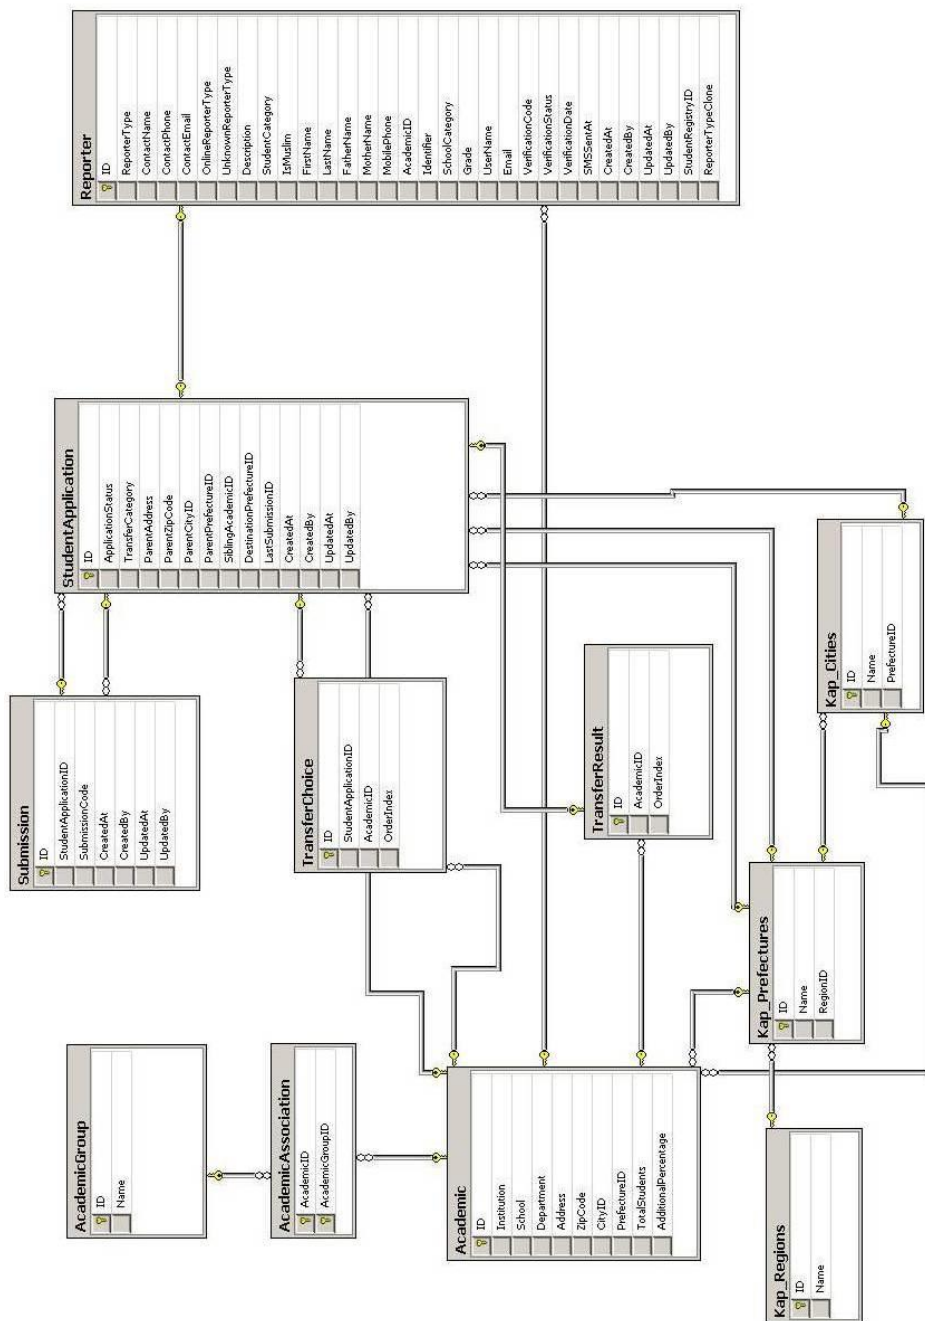 AcademicGroup
ID
Name
AcademicAssociation
AcademicID
AcademicGroupID
Academic
ID
Institution
School
Department
Address
ZipCode
CityID
PrefectureID
TotalStudents
AdditionalPercentage
Kap_Regions
ID
Name
Submission
ID
StudentApplicationID
SubmissionCode
CreatedAt
CreatedBy
UpdatedAt
UpdatedBy
TransferChoice
ID
StudentApplicationID
AcademicID
OrderIndex
TransferResult
ID
AcademicID
OrderIndex
Kap_Prefectures
ID
Name
RegionID
Kap_Cities
ID
Name
PrefectureID
StudentApplication
ID
ApplicationStatus
TransferCategory
ParentAddress
ParentZipCode
ParentCityID
ParentPrefectureID
SiblingAcademicID
DestinationPrefectureID
LastSubmissionID
CreatedAt
CreatedBy
UpdatedAt
UpdatedBy
Reporter
ID
ReporterType
ContactName
ContactPhone
ContactEmail
OnlineReporterType
UnknownReporterType
Description
StudentCategory
IsMuslim
FirstName
LastName
FatherName
MotherName
MobilePhone
AcademicID
Identifier
SchoolCategory
Grade
UserName
Email
VerificationCode
VerificationStatus
VerificationDate
SMSSentAt
CreatedAt
CreatedBy
UpdatedAt
UpdatedBy
StudentRegistryID
ReporterTypeClone